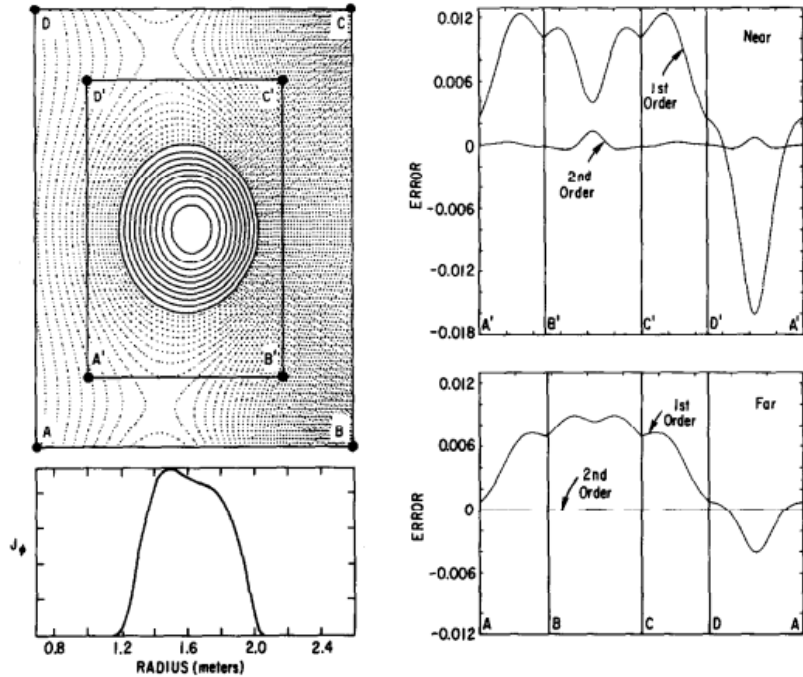 D C
D' C'
A' B'
A B
J_φ
0.8 1.2 1.6 2.0 2.4
RADIUS (meters)
0.012
0.006
0
-0.006
-0.012
-0.018
ERROR
Near
1st
Order
2nd
Order
A' B' C' D' A'
0.012
0.006
0
-0.006
-0.012
ERROR
Far
1st
Order
2nd
Order
A B C D A